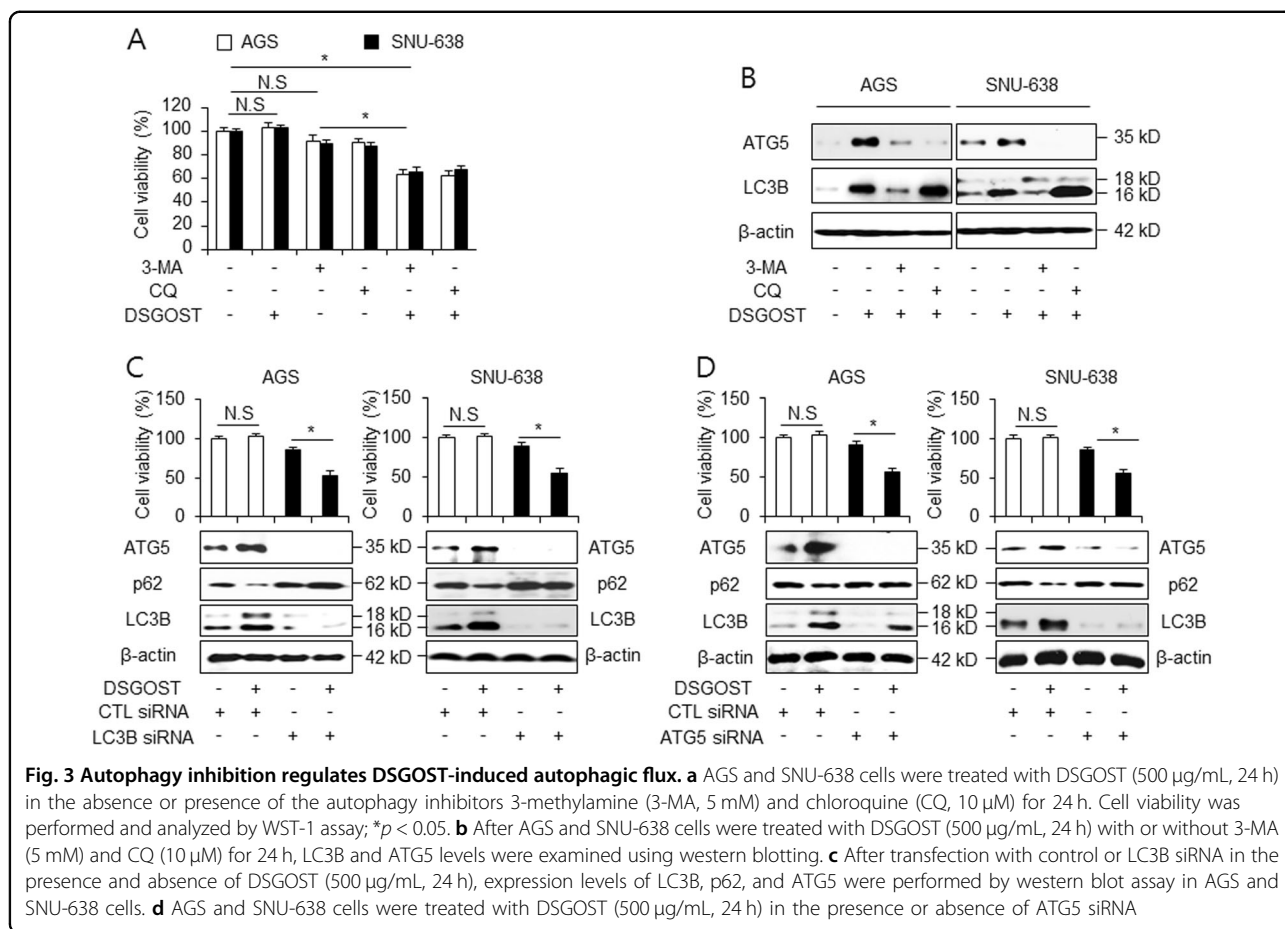 A
AGS SNU-638
*
N.S
N.S
*
Cell viability (%)
120
100
80
60
40
20
0
3-MA - - + - + -
CQ - - - + - +
DSGOST - + - - + +
B
AGS SNU-638
ATG5 35 kD
LC3B 18 kD
16 kD
β-actin 42 kD
3-MA - - + - - - + -
CQ - - - + - - - +
DSGOST - + + + - + + +
C
AGS SNU-638
Cell viability (%) Cell viability (%)
150 150
N.S * N.S *
100 100
50 50
0 0
ATG5 35 kD ATG5
p62 62 kD p62
LC3B 18 kD LC3B
16 kD
β-actin 42 kD β-actin
DSGOST - + - + - + - +
CTL siRNA + + - - + + - -
LC3B siRNA - - + + - - + +
D
AGS SNU-638
Cell viability (%) Cell viability (%)
150 150
N.S * N.S *
100 100
50 50
0 0
ATG5 35 kD ATG5
p62 62 kD p62
LC3B 18 kD LC3B
16 kD
β-actin 42 kD β-actin
DSGOST - + - + - + - +
CTL siRNA + + - - + + - -
ATG5 siRNA - - + + - - + +
Fig. 3 Autophagy inhibition regulates DSGOST-induced autophagic flux. a AGS and SNU-638 cells were treated with DSGOST (500 µg/mL, 24 h)
in the absence or presence of the autophagy inhibitors 3-methylamine (3-MA, 5 mM) and chloroquine (CQ, 10 µM) for 24 h. Cell viability was
performed and analyzed by WST-1 assay; *p < 0.05. b After AGS and SNU-638 cells were treated with DSGOST (500 µg/mL, 24 h) with or without 3-MA
(5 mM) and CQ (10 µM) for 24 h, LC3B and ATG5 levels were examined using western blotting. c After transfection with control or LC3B siRNA in the
presence and absence of DSGOST (500 µg/mL, 24 h), expression levels of LC3B, p62, and ATG5 were performed by western blot assay in AGS and
SNU-638 cells. d AGS and SNU-638 cells were treated with DSGOST (500 µg/mL, 24 h) in the presence or absence of ATG5 siRNA